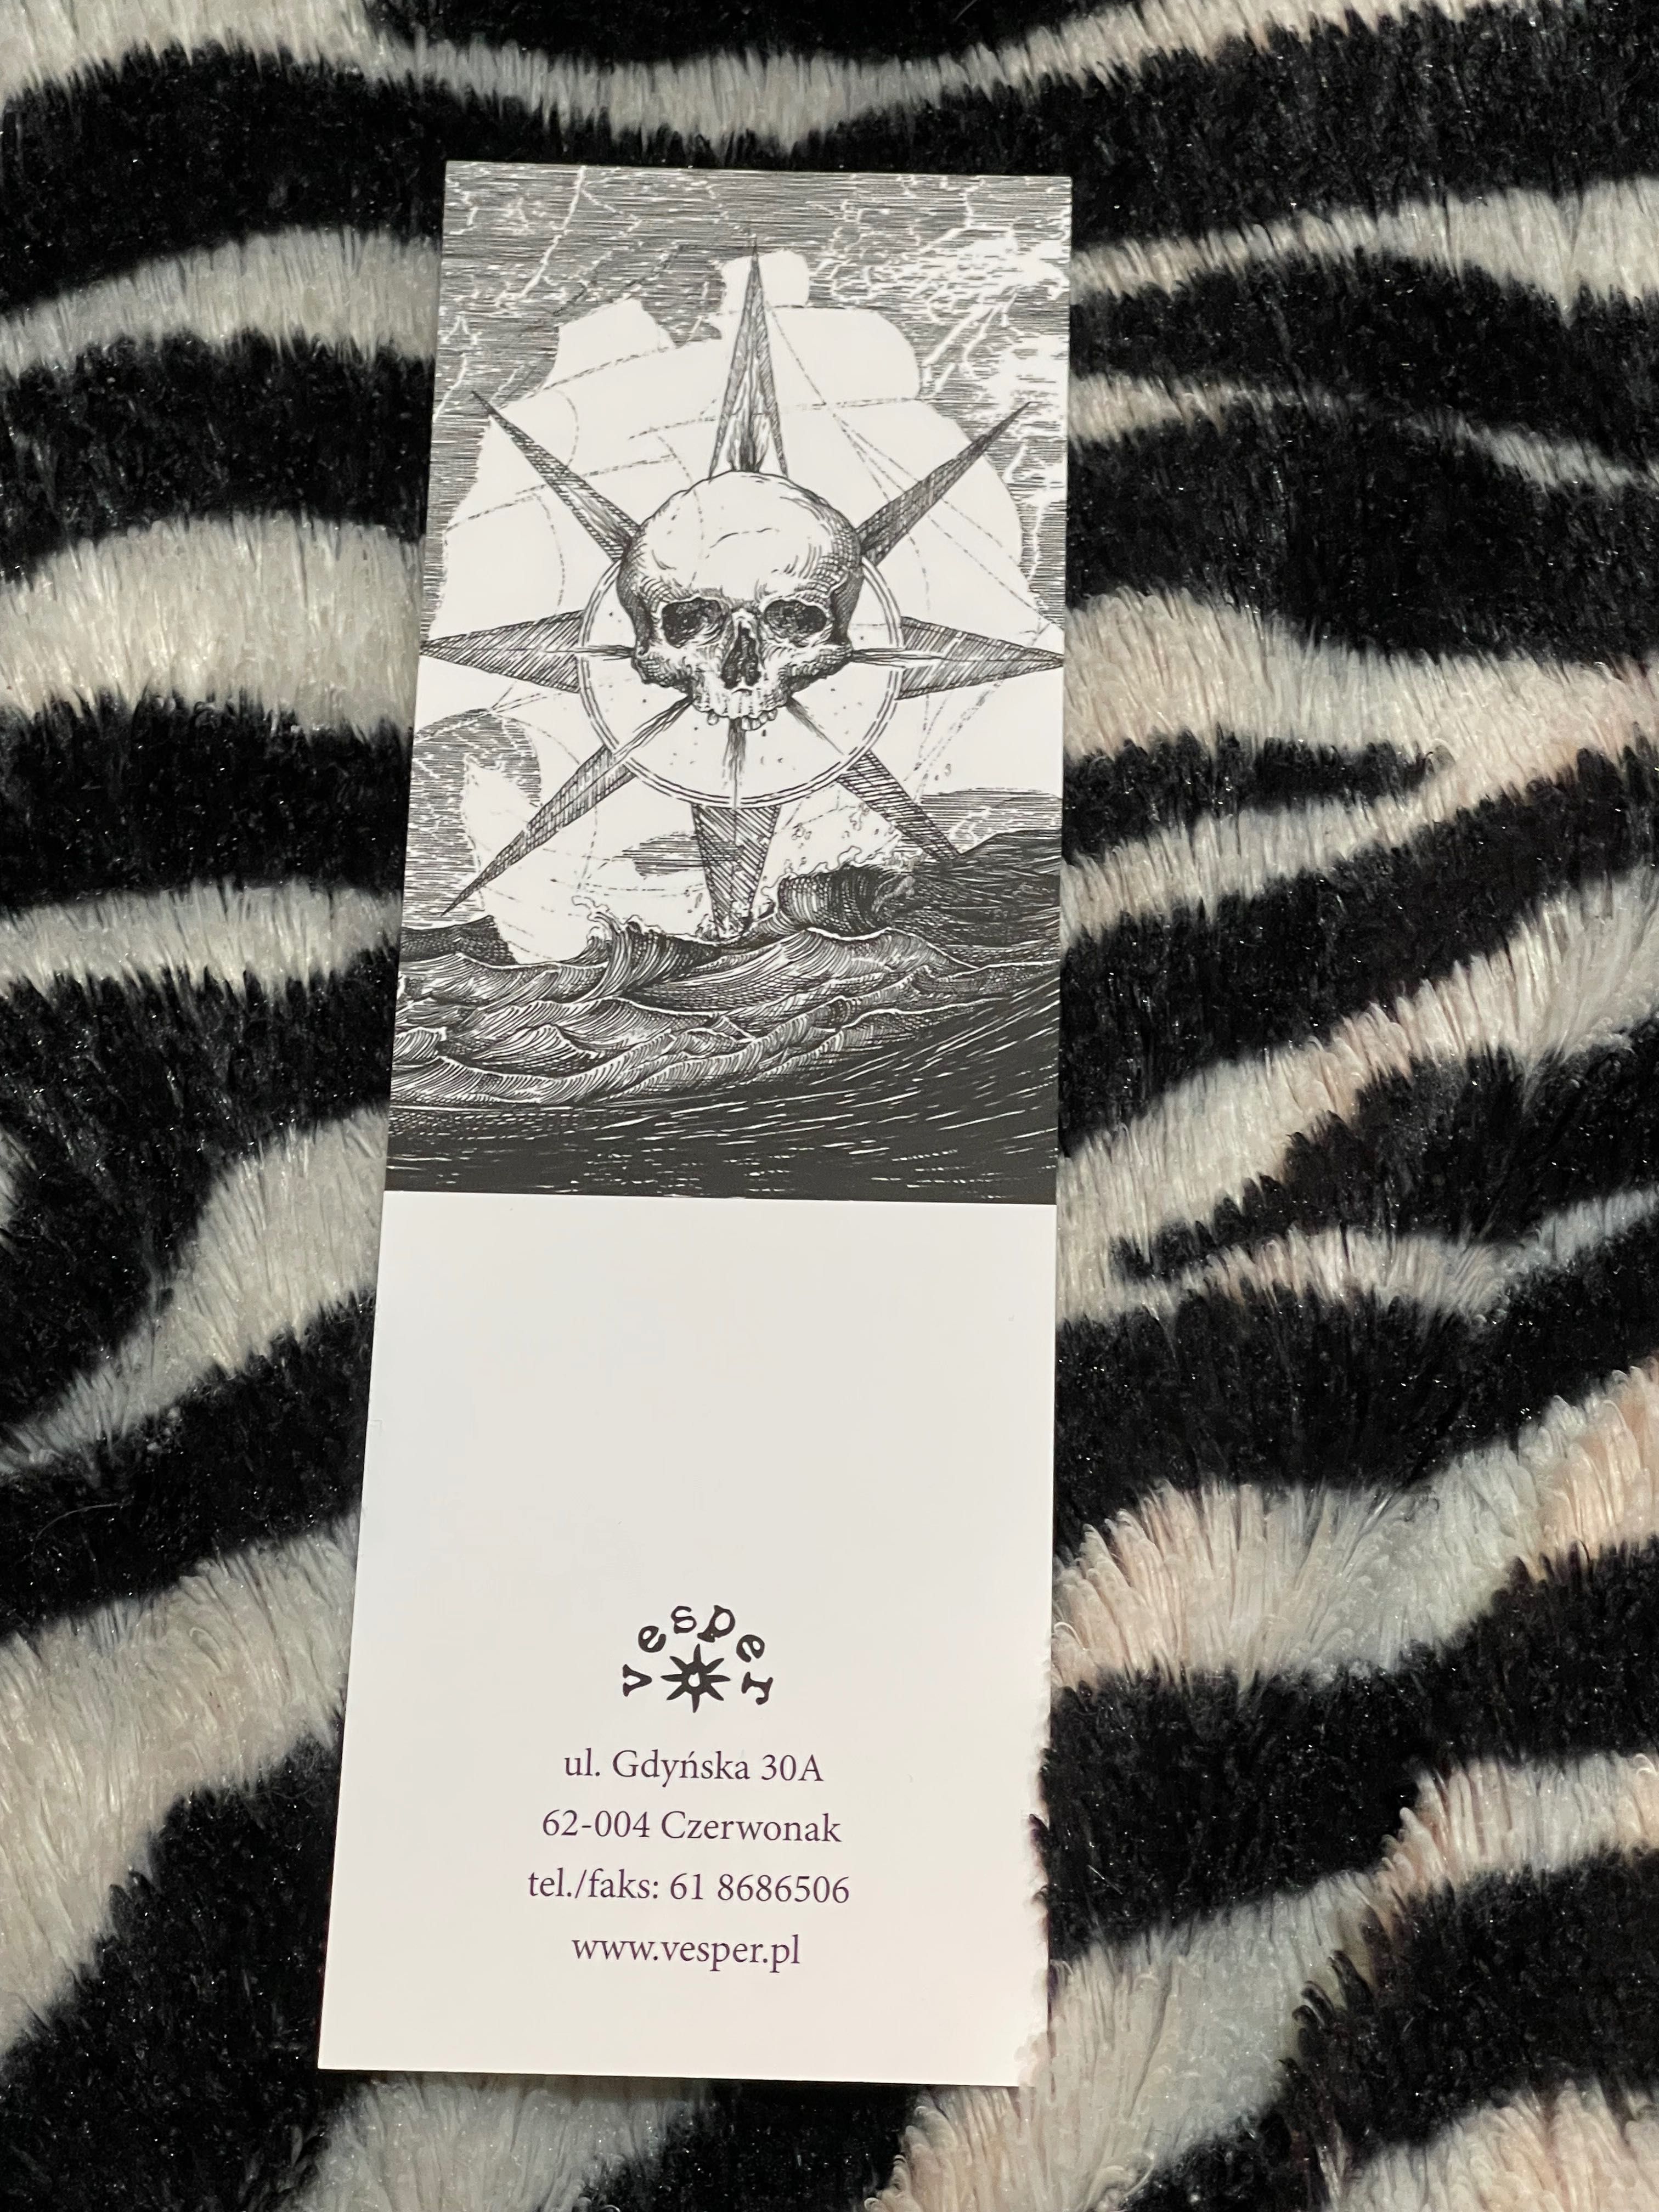 vesper
ul. Gdyńska 30A
62-004 Czerwonak
tel./faks: 61 8686506
www.vesper.pl